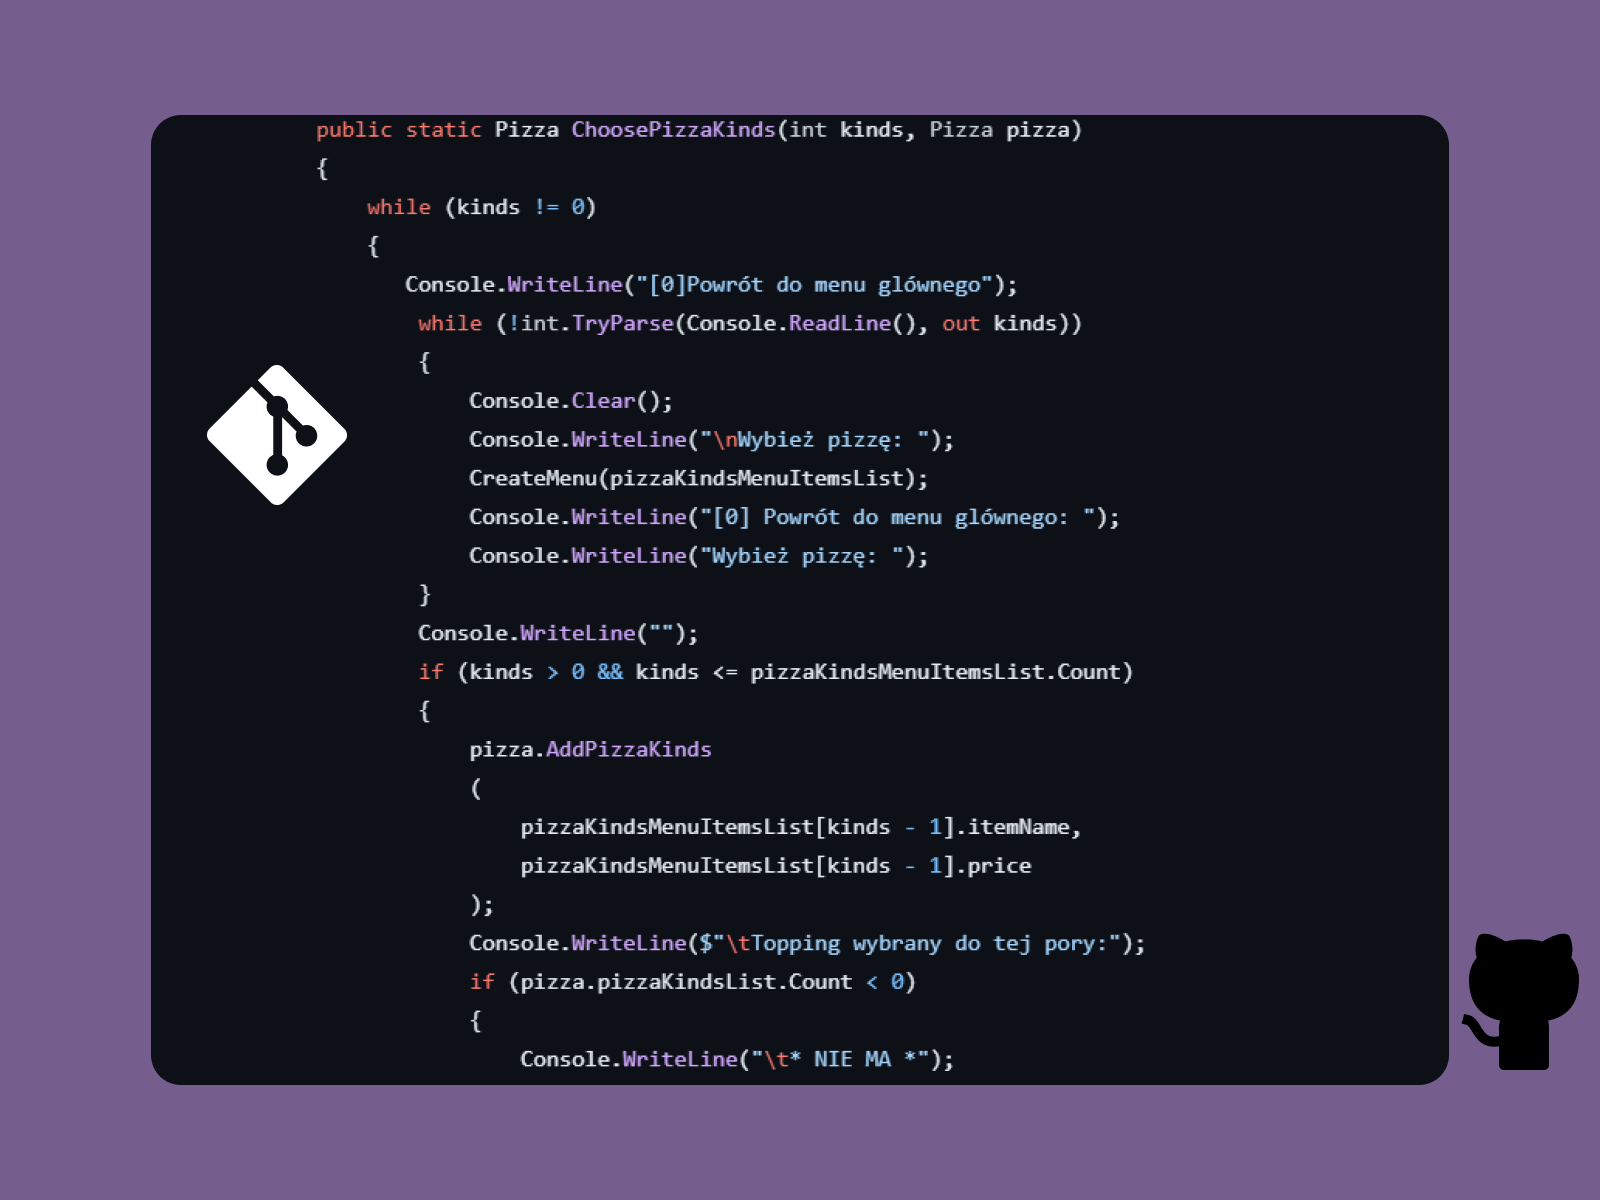 public static Pizza ChoosePizzaKinds(int kinds, Pizza pizza)
{
while (kinds != 0)
{
Console.WriteLine("[0]Powrót do menu glównego");
while (!int.TryParse(Console.ReadLine(), out kinds))
{
Console.Clear();
Console.WriteLine("\nWybież pizzę: ");
CreateMenu(pizzaKindsMenuItemsList);
Console.WriteLine("[0] Powrót do menu glównego: ");
Console.WriteLine("Wybież pizzę: ");
}
Console.WriteLine("");
if (kinds > 0 && kinds <= pizzaKindsMenuItemsList.Count)
{
pizza.AddPizzaKinds
(
pizzaKindsMenuItemsList[kinds - 1].itemName,
pizzaKindsMenuItemsList[kinds - 1].price
);
Console.WriteLine($"\tTopping wybrany do tej pory:");
if (pizza.pizzaKindsList.Count < 0)
{
Console.WriteLine("\t* NIE MA *");